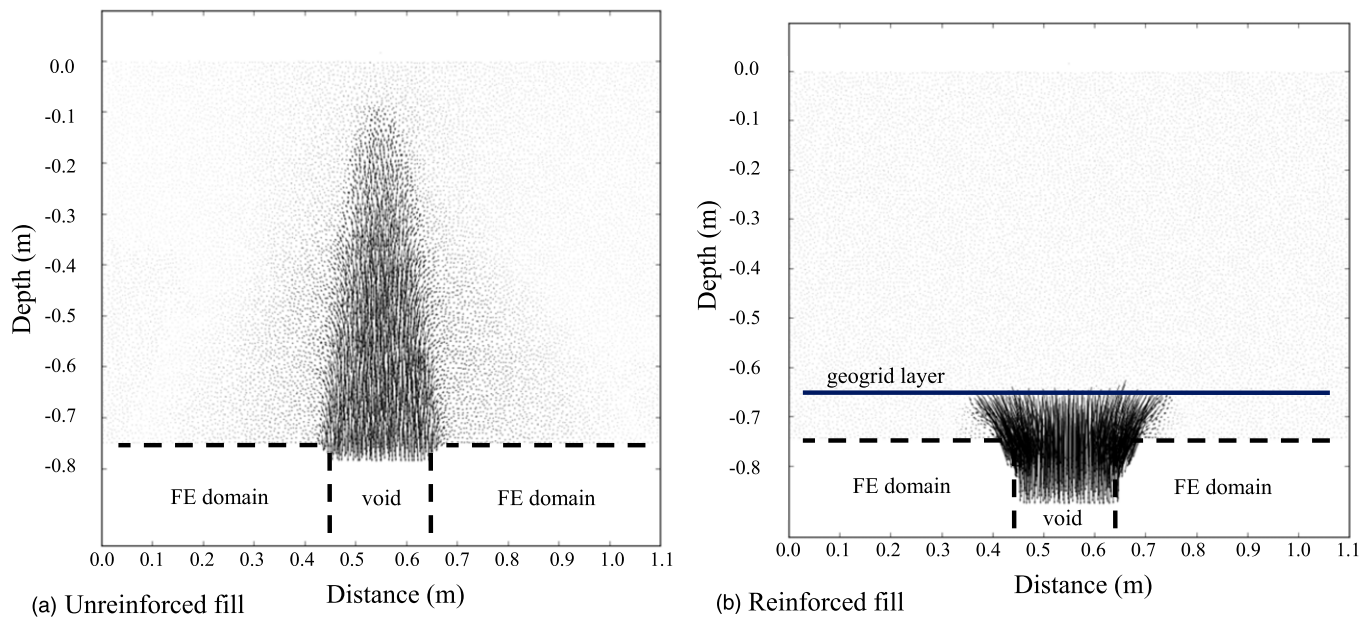 0.0
-0.1
-0.2
-0.3
-0.4
-0.5
-0.6
-0.7
-0.8
Depth (m)
FE domain void FE domain
0.0 0.1 0.2 0.3 0.4 0.5 0.6 0.7 0.8 0.9 1.0 1.1
Distance (m)
(a) Unreinforced fill
0.0
-0.1
-0.2
-0.3
-0.4
-0.5
-0.6
-0.7
-0.8
Depth (m)
geogrid layer
FE domain FE domain
void
0.0 0.1 0.2 0.3 0.4 0.5 0.6 0.7 0.8 0.9 1.0 1.1
Distance (m)
(b) Reinforced fill